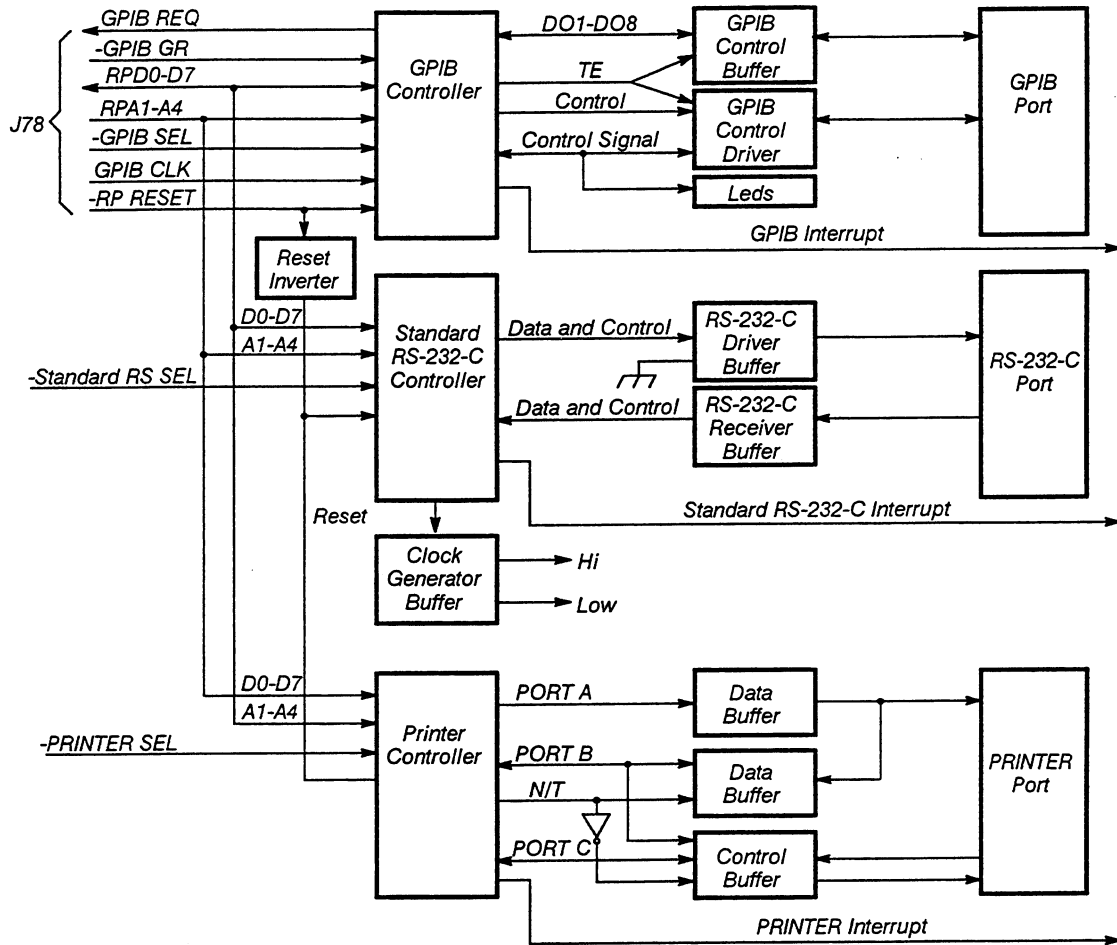 GPIB REQ
-GPIB GR
RPD0-D7
RPA1-A4
J78
-GPIB SEL
GPIB CLK
-RP RESET
GPIB
Controller
DO1-DO8
TE
Control
Control Signal
GPIB
Control
Buffer
GPIB
Control
Driver
Leds
GPIB
Port
GPIB Interrupt
Reset
Inverter
D0-D7
A1-A4
-Standard RS SEL
Standard
RS-232-C
Controller
Data and Control
Data and Control
RS-232-C
Driver
Buffer
RS-232-C
Receiver
Buffer
RS-232-C
Port
Standard RS-232-C Interrupt
Reset
Clock
Generator
Buffer
Hi
Low
D0-D7
A1-A4
-PRINTER SEL
Printer
Controller
PORT A
PORT B
N/T
PORT C
Data
Buffer
Data
Buffer
Control
Buffer
PRINTER
Port
PRINTER Interrupt